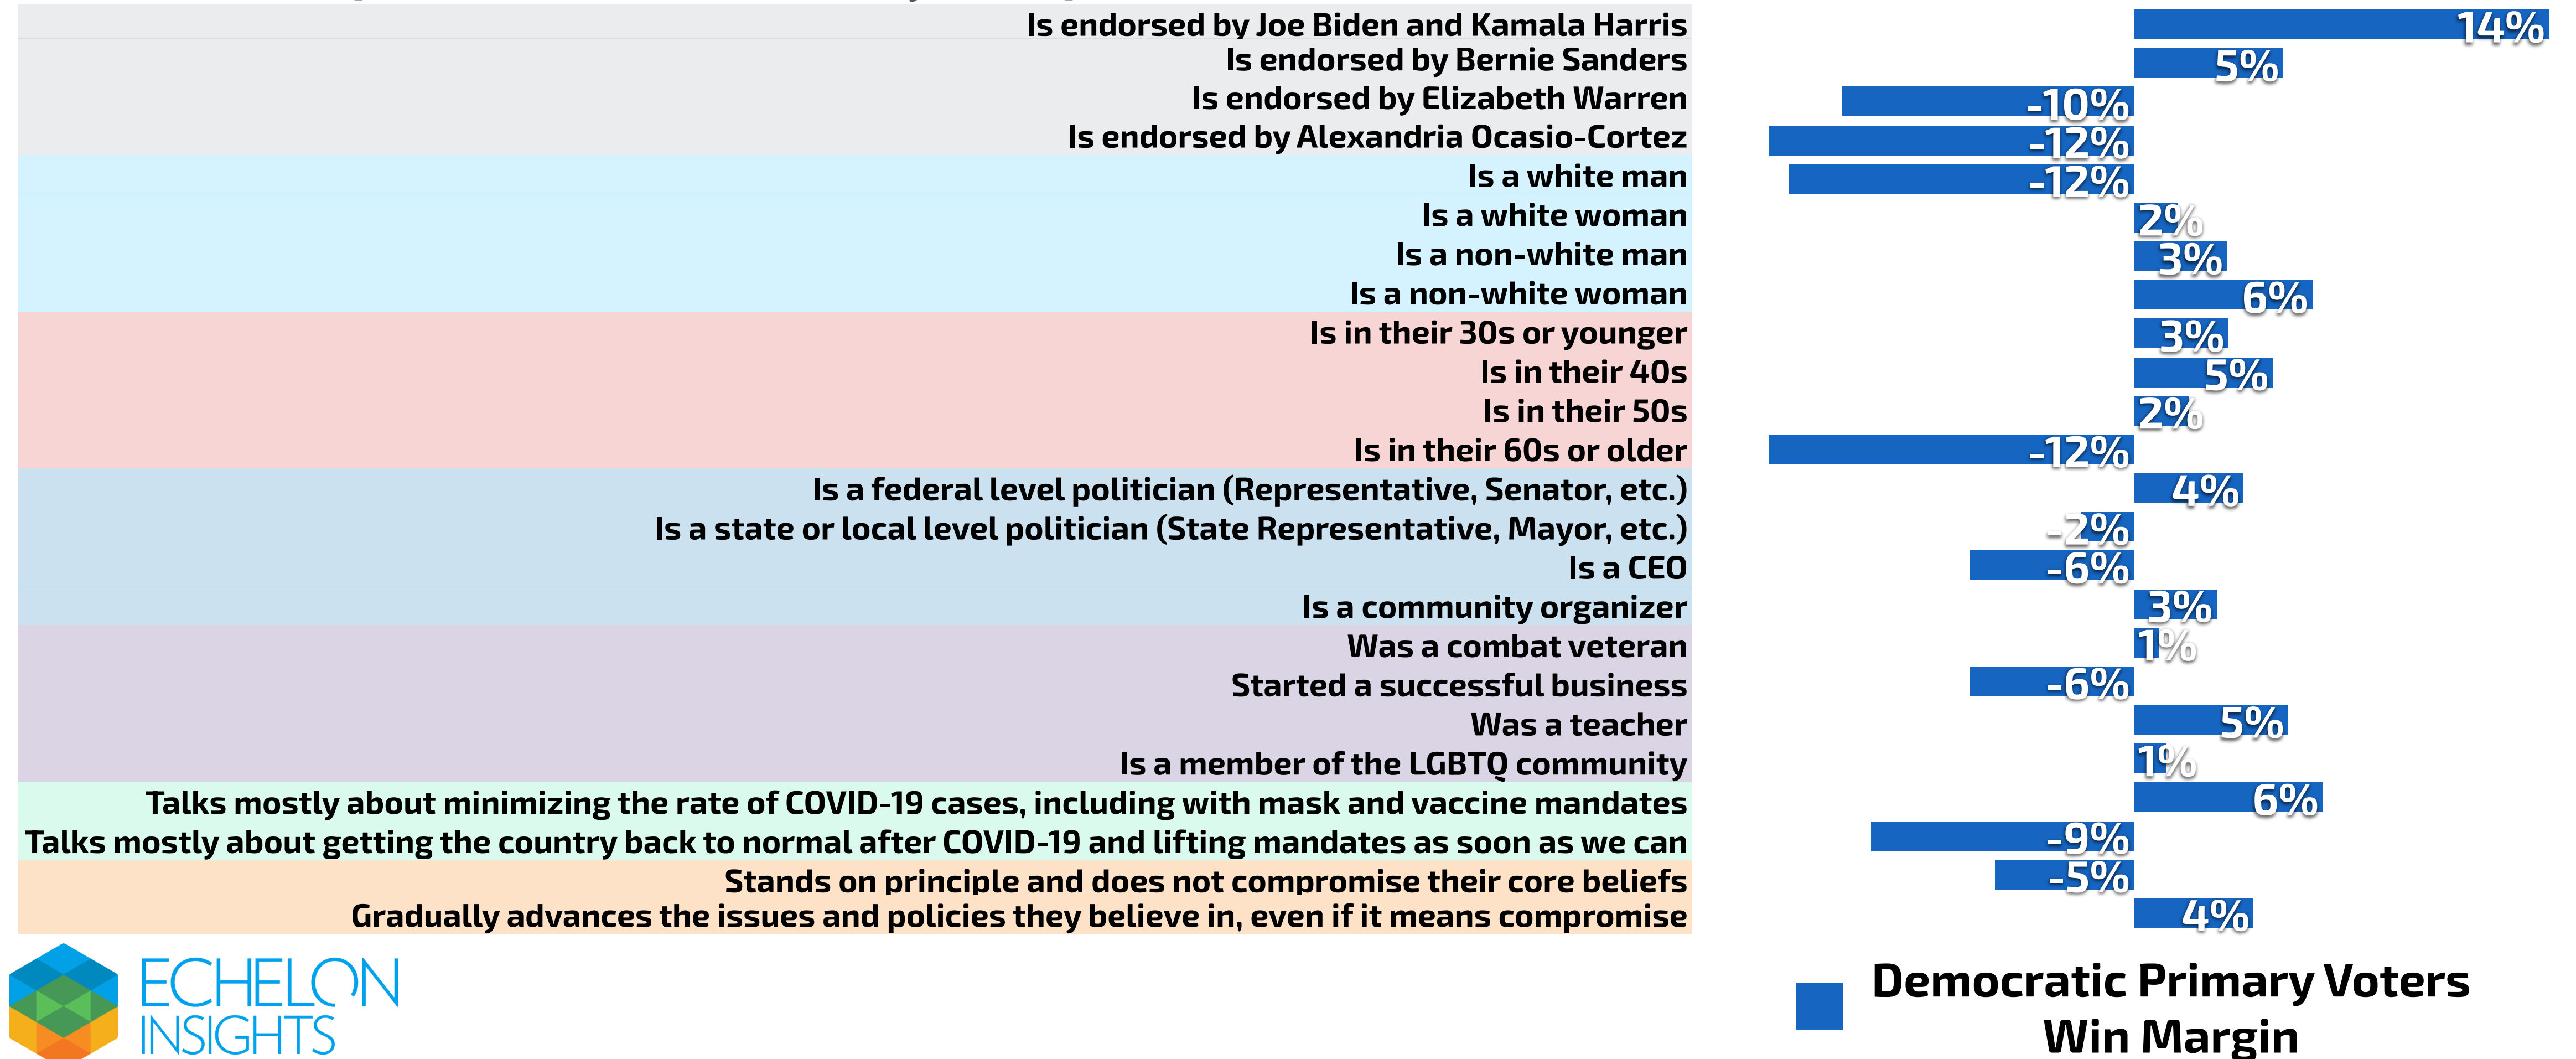 Is endorsed by Joe Biden and Kamala Harris 14%
Is endorsed by Bernie Sanders 5%
Is endorsed by Elizabeth Warren -10%
Is endorsed by Alexandria Ocasio-Cortez -12%
Is a white man -12%
Is a white woman 2%
Is a non-white man 3%
Is a non-white woman 6%
Is in their 30s or younger 3%
Is in their 40s 5%
Is in their 50s 2%
Is in their 60s or older -12%
Is a federal level politician (Representative, Senator, etc.) 4%
Is a state or local level politician (State Representative, Mayor, etc.) -2%
Is a CEO -6%
Is a community organizer 3%
Was a combat veteran 1%
Started a successful business -6%
Was a teacher 5%
Is a member of the LGBTQ community 1%
Talks mostly about minimizing the rate of COVID-19 cases, including with mask and vaccine mandates 6%
Talks mostly about getting the country back to normal after COVID-19 and lifting mandates as soon as we can -9%
Stands on principle and does not compromise their core beliefs -5%
Gradually advances the issues and policies they believe in, even if it means compromise 4%
ECHELON
INSIGHTS
Democratic Primary Voters
Win Margin